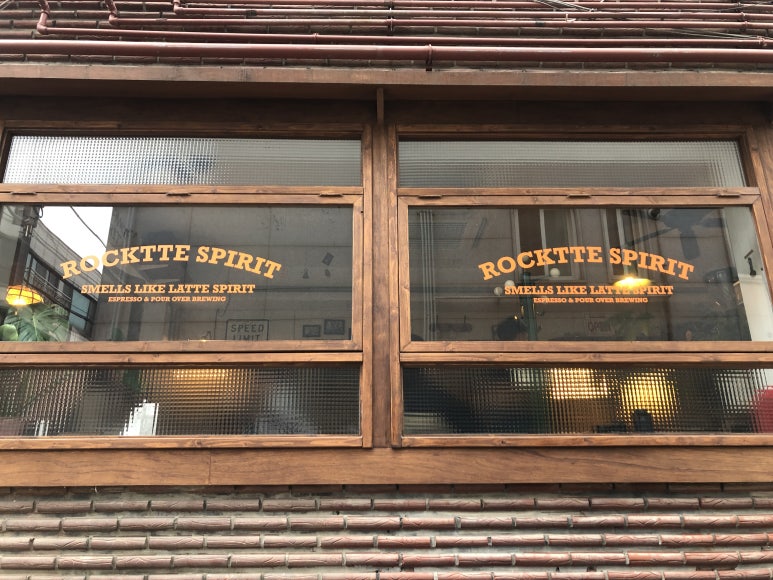 ROCKTTE SPIRIT
SMELLS LIKE LATTE SPIRIT
ESPRESSO & POUR OVER BREWING
SPEED
LIMIT
ROCKTTE SPIRIT
SMELLS LIKE LATTE SPIRIT
ESPRESSO & POUR OVER BREWING